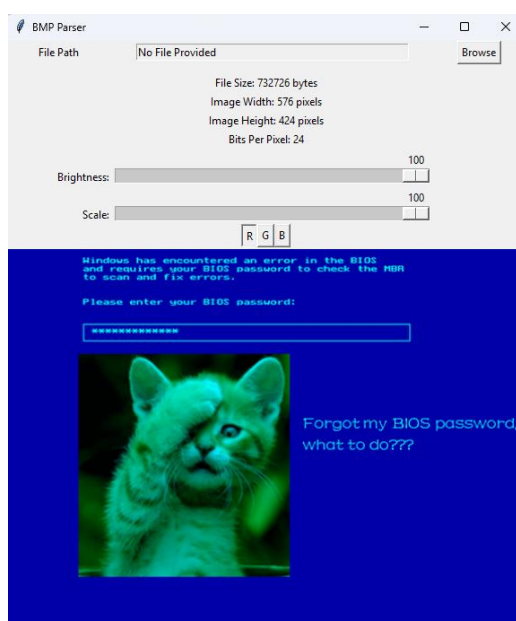 BMP Parser
File Path No File Provided Browse
File Size: 732726 bytes
Image Width: 576 pixels
Image Height: 424 pixels
Bits Per Pixel: 24
100
Brightness:
100
Scale:
R G B
Windows has encountered an error in the BIOS
and requires your BIOS password to check the MBR
to scan and fix errors.
Please enter your BIOS password:
*************
Forgot my BIOS password,
what to do???